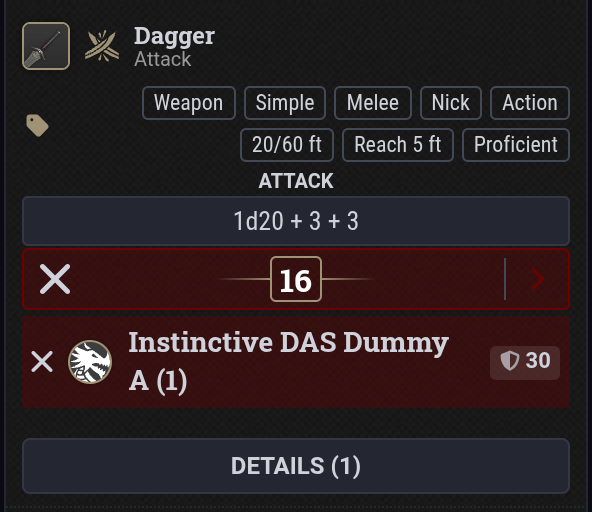 Dagger
Attack
Weapon Simple Melee Nick Action
20/60 ft Reach 5 ft Proficient
ATTACK
1d20 + 3 + 3
16
Instinctive DAS Dummy
A (1)
30
DETAILS (1)